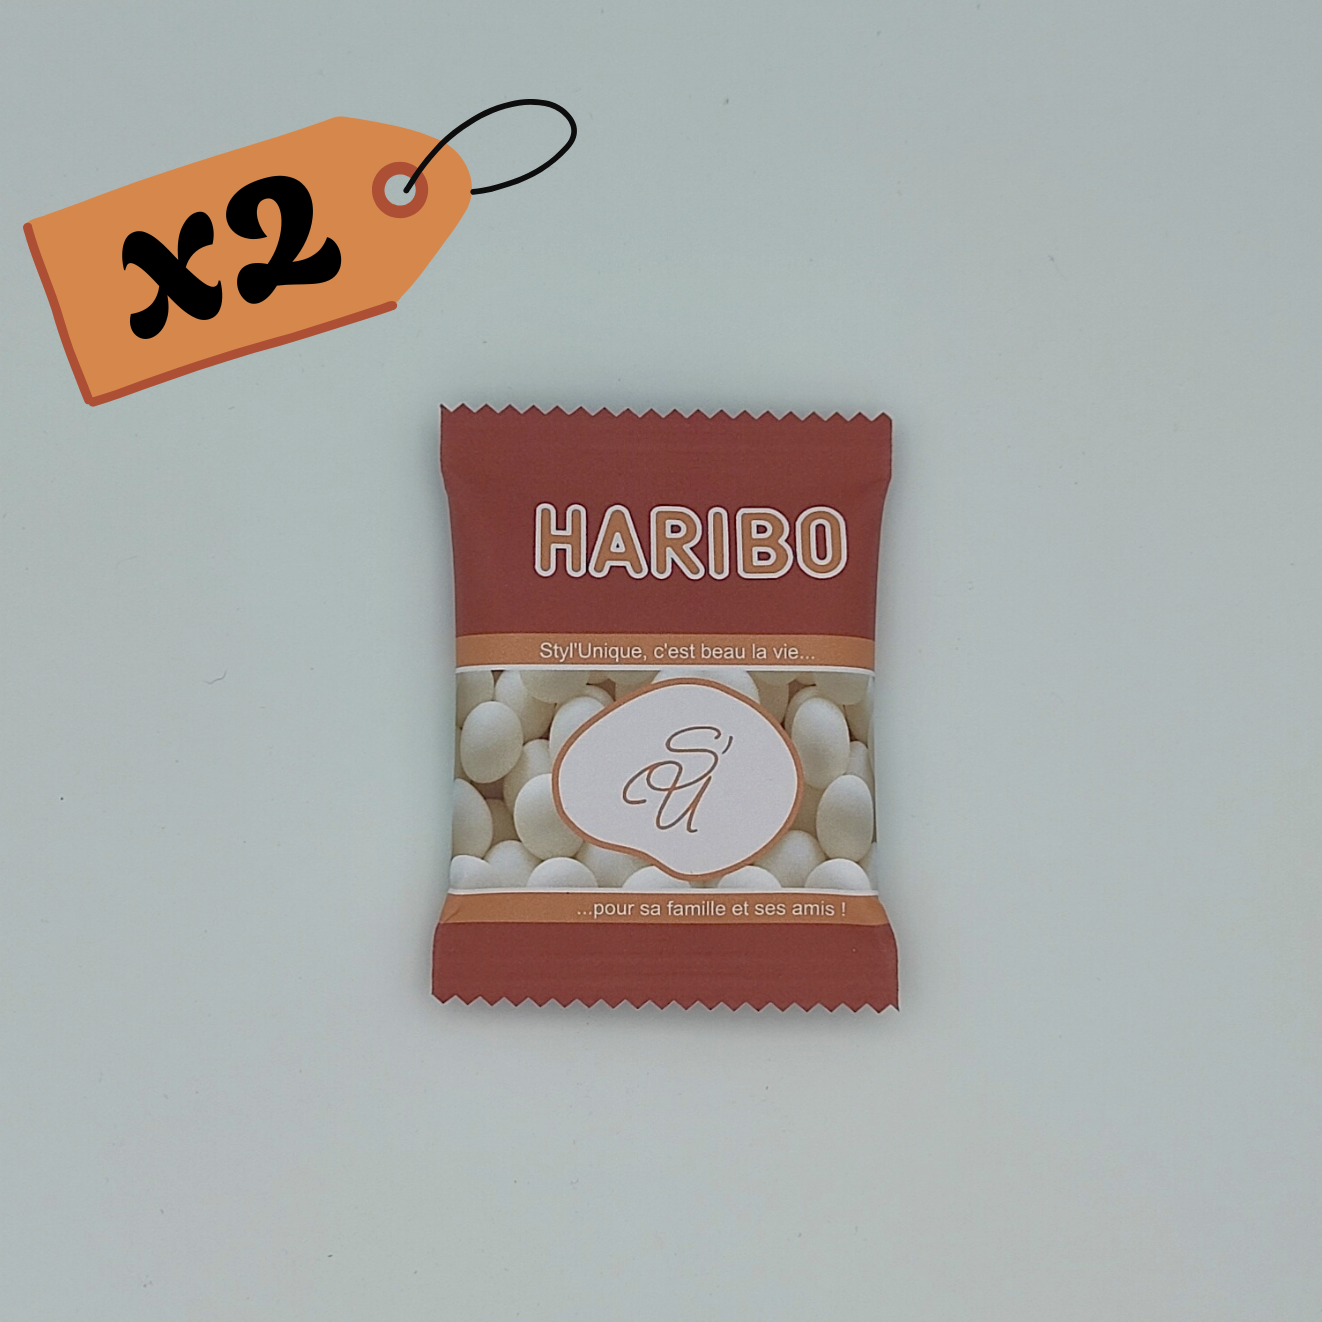 x2
HARIBO
Styl'Unique, c'est beau la vie...
S'
U
...pour sa famille et ses amis !